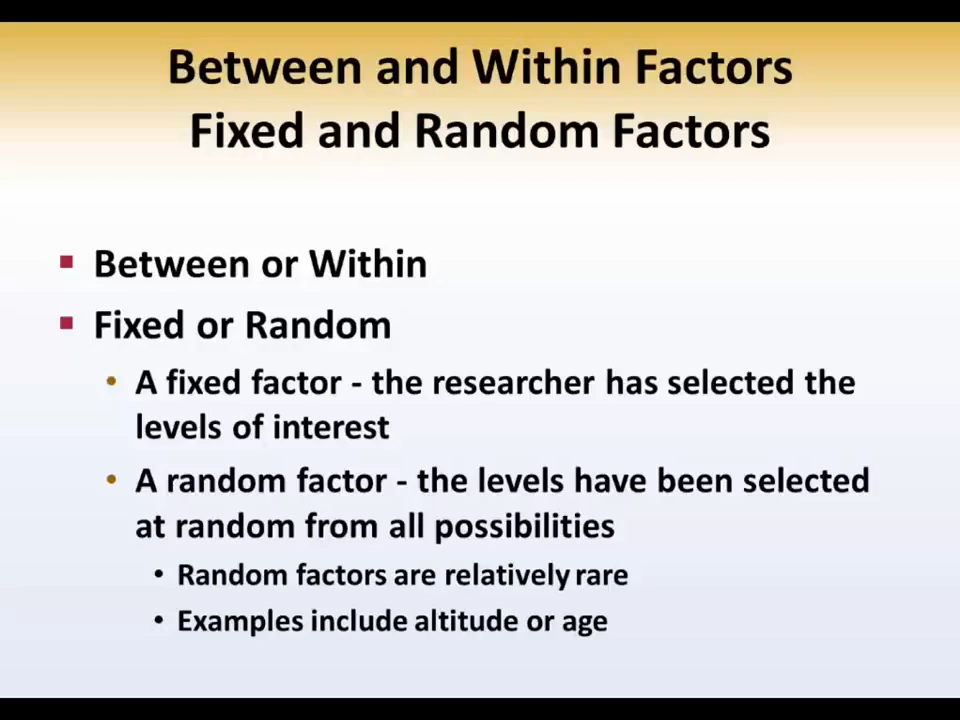 Between and Within Factors
Fixed and Random Factors
Between or Within
Fixed or Random
A fixed factor - the researcher has selected the
levels of interest
A random factor - the levels have been selected
at random from all possibilities
Random factors are relatively rare
Examples include altitude or age